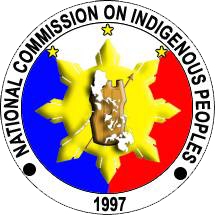 NATIONAL COMMISSION ON INDIGENOUS PEOPLES
1997